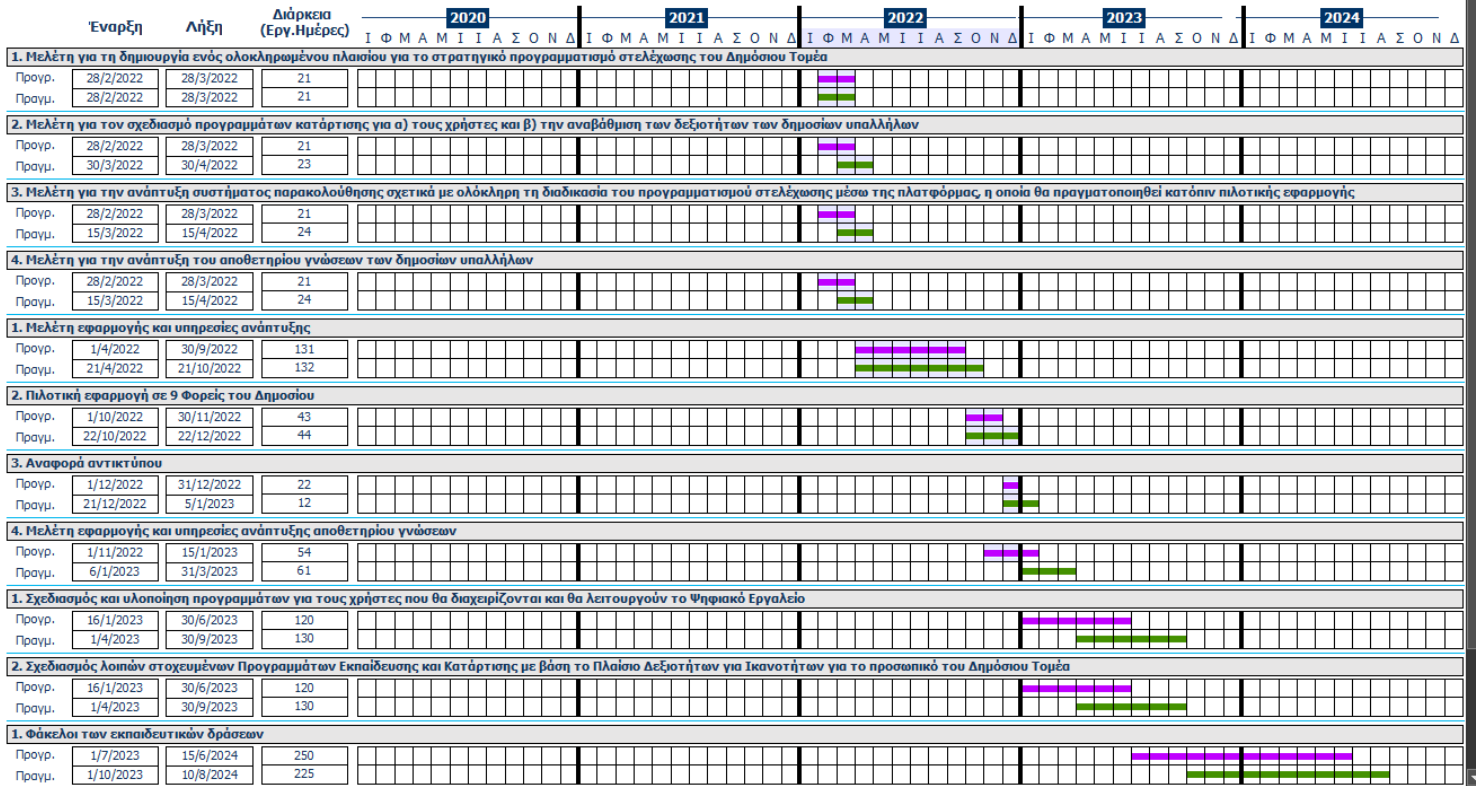 2020 2021 2022 2023 2024
Έναρξη Λήξη Διάρκεια (Εργ.Ημέρες)
Ι Φ Μ Α Μ Ι Ι Α Σ Ο Ν Δ Ι Φ Μ Α Μ Ι Ι Α Σ Ο Ν Δ Ι Φ Μ Α Μ Ι Ι Α Σ Ο Ν Δ Ι Φ Μ Α Μ Ι Ι Α Σ Ο Ν Δ Ι Φ Μ Α Μ Ι Ι Α Σ Ο Ν Δ
1. Μελέτη για τη δημιουργία ενός ολοκληρωμένου πλαισίου για το στρατηγικό προγραμματισμό στελέχωσης του Δημόσιου Τομέα
Προγρ. 28/2/2022 28/3/2022 21
Πραγμ. 28/2/2022 28/3/2022 21
2. Μελέτη για τον σχεδιασμό προγραμμάτων κατάρτισης για α) τους χρήστες και β) την αναβάθμιση των δεξιοτήτων των δημοσίων υπαλλήλων
Προγρ. 28/2/2022 28/3/2022 21
Πραγμ. 30/3/2022 30/4/2022 23
3. Μελέτη για την ανάπτυξη συστήματος παρακολούθησης σχετικά με ολόκληρη τη διαδικασία του προγραμματισμού στελέχωσης μέσω της πλατφόρμας, η οποία θα πραγματοποιηθεί κατόπιν πιλοτικής εφαρμογής
Προγρ. 28/2/2022 28/3/2022 21
Πραγμ. 15/3/2022 15/4/2022 24
4. Μελέτη για την ανάπτυξη του αποθετηρίου γνώσεων των δημοσίων υπαλλήλων
Προγρ. 28/2/2022 28/3/2022 21
Πραγμ. 15/3/2022 15/4/2022 24
1. Μελέτη εφαρμογής και υπηρεσίες ανάπτυξης
Προγρ. 1/4/2022 30/9/2022 131
Πραγμ. 21/4/2022 21/10/2022 132
2. Πιλοτική εφαρμογή σε 9 Φορείς του Δημοσίου
Προγρ. 1/10/2022 30/11/2022 43
Πραγμ. 22/10/2022 22/12/2022 44
3. Αναφορά αντικτύπου
Προγρ. 1/12/2022 31/12/2022 22
Πραγμ. 21/12/2022 5/1/2023 12
4. Μελέτη εφαρμογής και υπηρεσίες ανάπτυξης αποθετηρίου γνώσεων
Προγρ. 1/11/2022 15/1/2023 54
Πραγμ. 6/1/2023 31/3/2023 61
1. Σχεδιασμός και υλοποίηση προγραμμάτων για τους χρήστες που θα διαχειρίζονται και θα λειτουργούν το Ψηφιακό Εργαλείο
Προγρ. 16/1/2023 30/6/2023 120
Πραγμ. 1/4/2023 30/9/2023 130
2. Σχεδιασμός λοιπών στοχευμένων Προγραμμάτων Εκπαίδευσης και Κατάρτισης με βάση το Πλαίσιο Δεξιοτήτων για Ικανοτήτων για το προσωπικό του Δημόσιου Τομέα
Προγρ. 16/1/2023 30/6/2023 120
Πραγμ. 1/4/2023 30/9/2023 130
1. Φάκελοι των εκπαιδευτικών δράσεων
Προγρ. 1/7/2023 15/6/2024 250
Πραγμ. 1/10/2023 10/8/2024 225